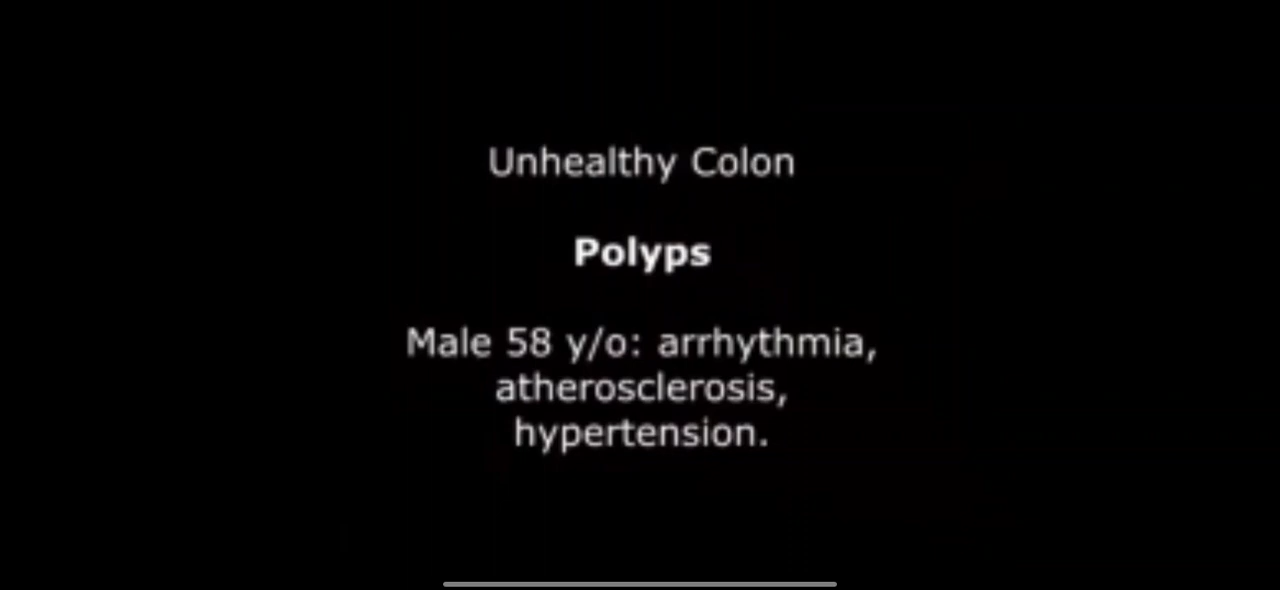 Unhealthy Colon
Polyps
Male 58 y/o: arrhythmia,
atherosclerosis,
hypertension.